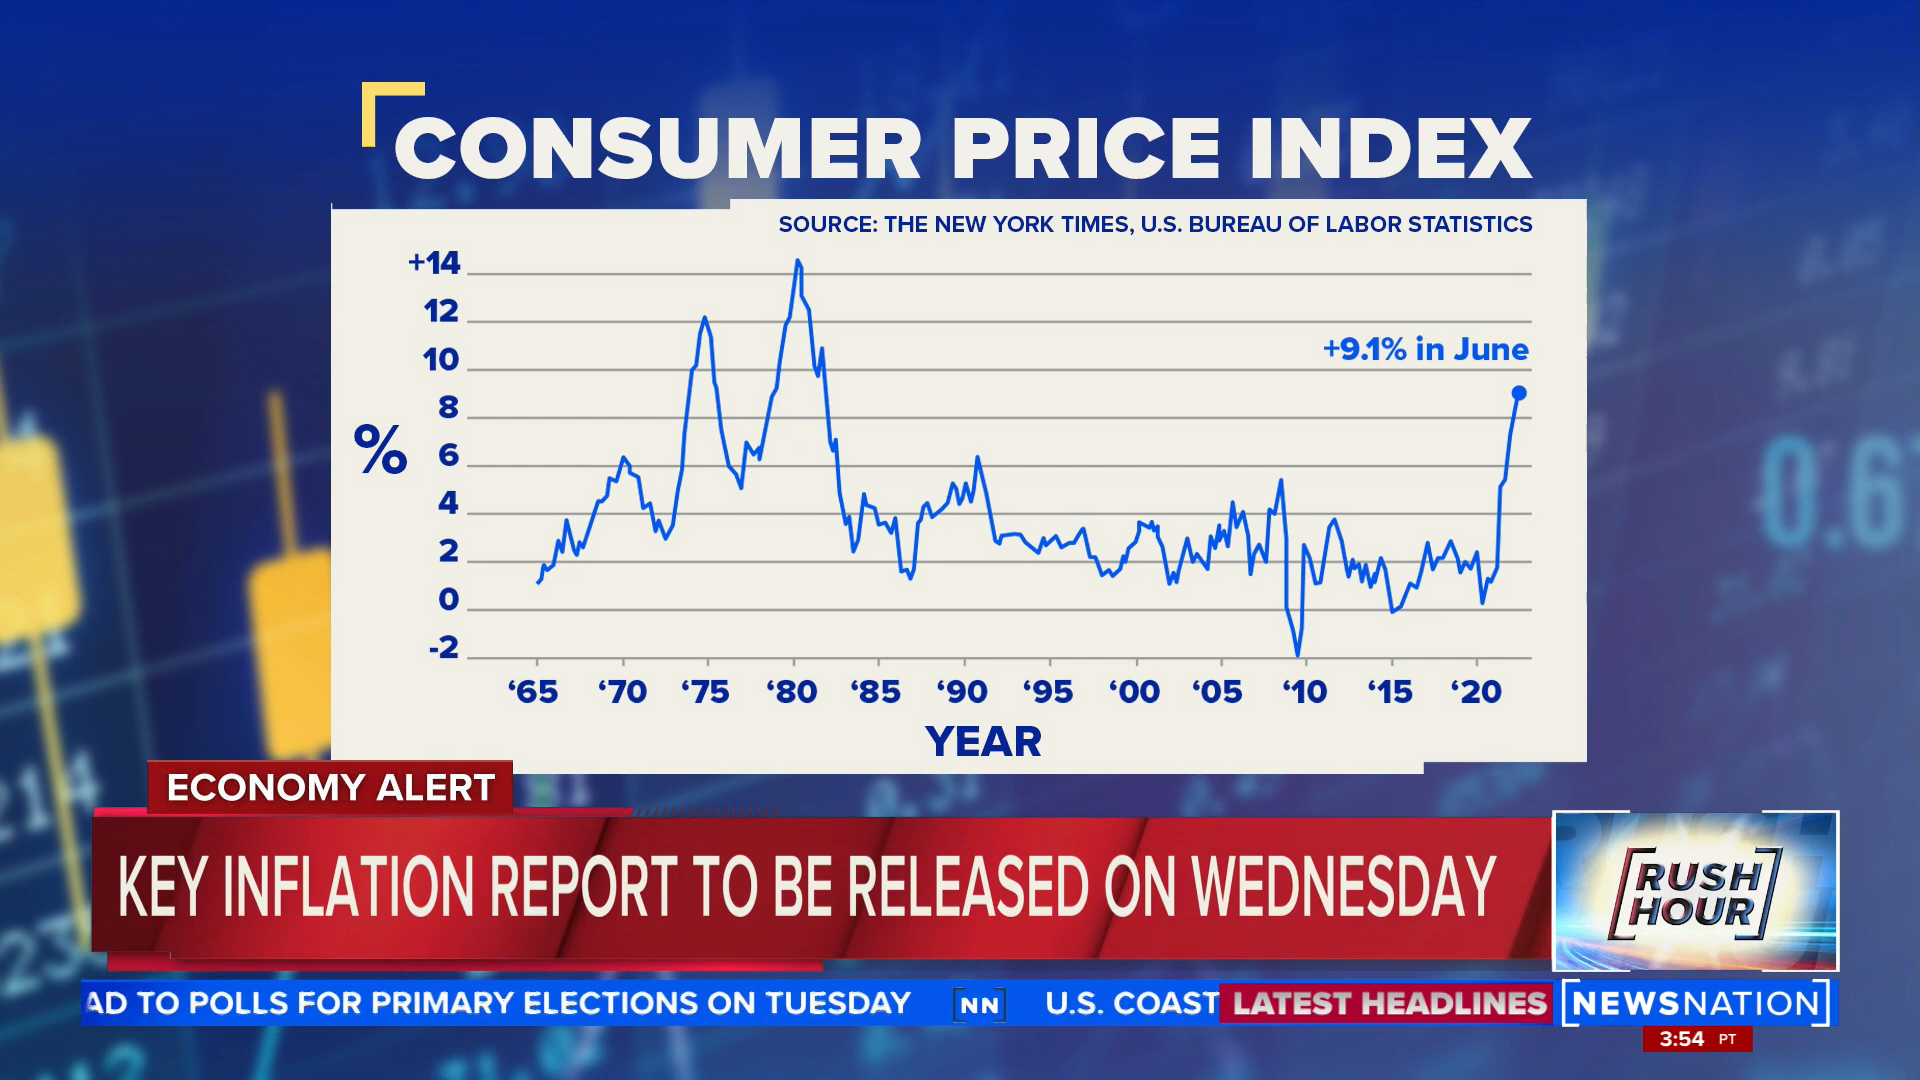 CONSUMER PRICE INDEX
SOURCE: THE NEW YORK TIMES, U.S. BUREAU OF LABOR STATISTICS
+14
12
10
8
6
4
2
0
-2
%
+9.1% in June
‘65 ‘70 ‘75 ‘80 ‘85 ‘90 ‘95 ‘00 ‘05 ‘10 ‘15 ‘20
YEAR
ECONOMY ALERT
KEY INFLATION REPORT TO BE RELEASED ON WEDNESDAY
RUSH
HOUR
AD TO POLLS FOR PRIMARY ELECTIONS ON TUESDAY NN U.S. COAST LATEST HEADLINES NEWSNATION
3:54 PT